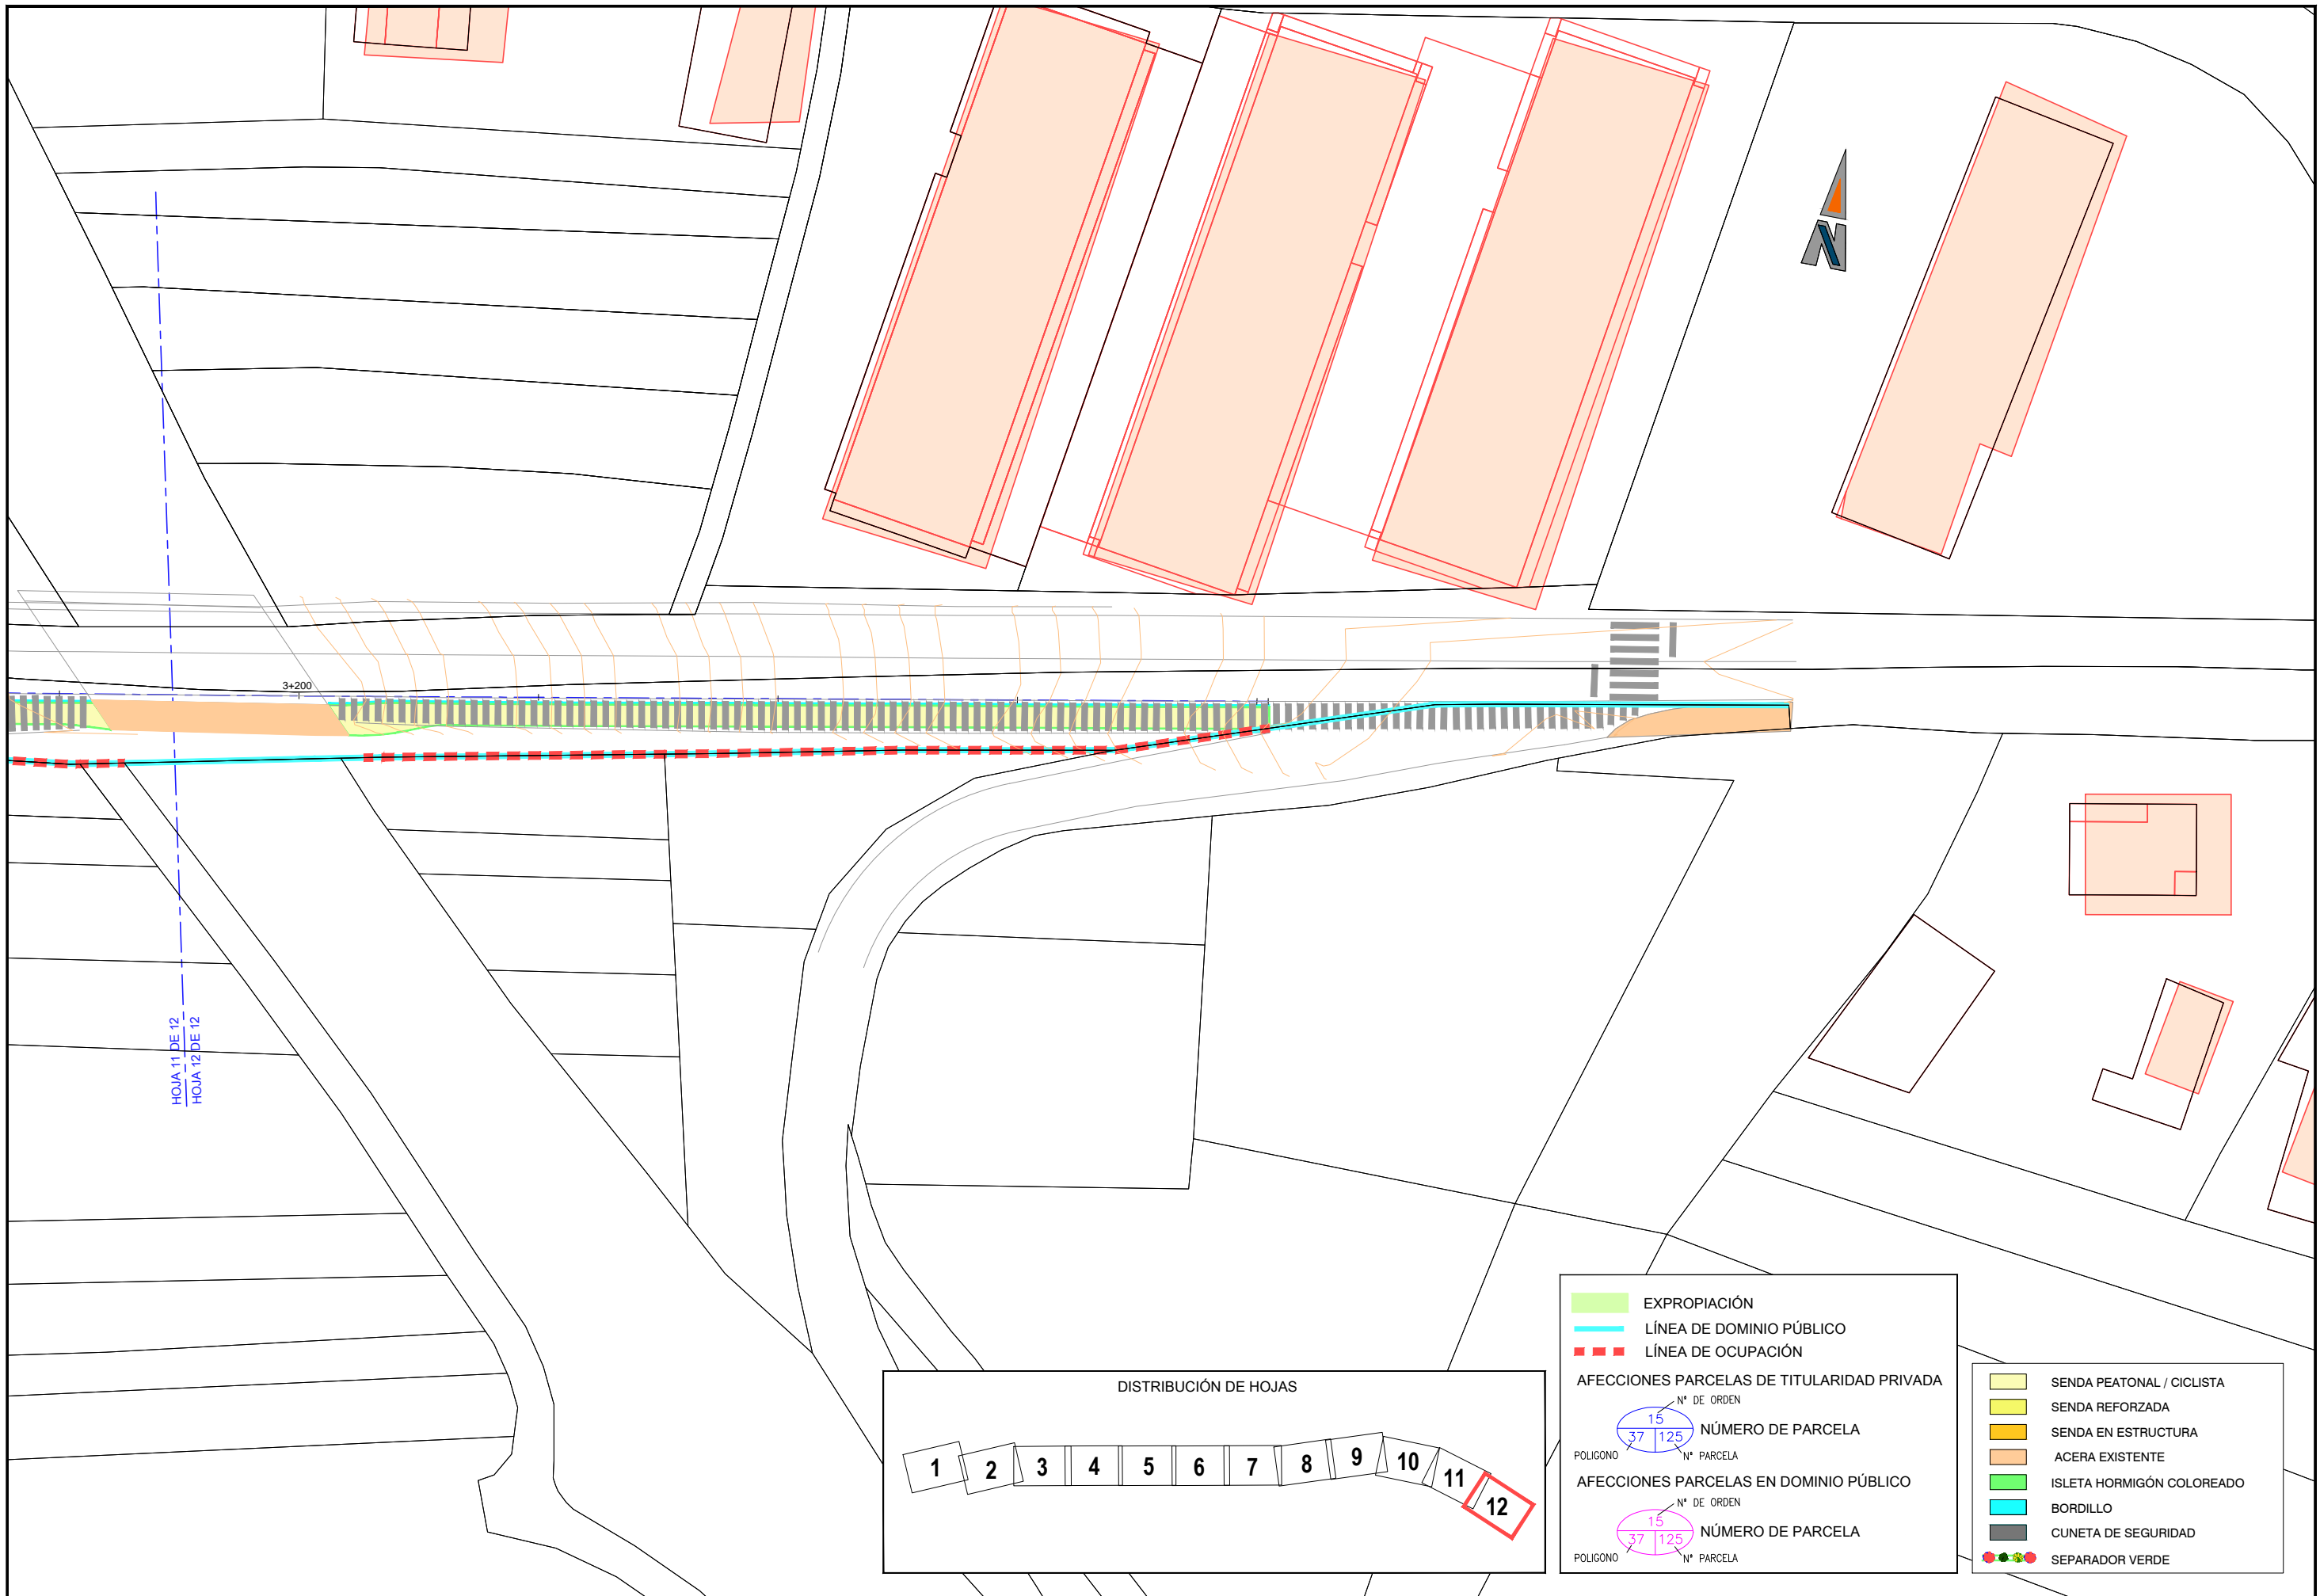 3+200
HOJA 11 DE 12
HOJA 12 DE 12
N
EXPROPIACIÓN
LÍNEA DE DOMINIO PÚBLICO
LÍNEA DE OCUPACIÓN
AFECCIONES PARCELAS DE TITULARIDAD PRIVADA
Nº DE ORDEN
15
37 125
NÚMERO DE PARCELA
POLIGONO
Nº PARCELA
AFECCIONES PARCELAS EN DOMINIO PÚBLICO
Nº DE ORDEN
15
37 125
NÚMERO DE PARCELA
POLIGONO
Nº PARCELA
DISTRIBUCIÓN DE HOJAS
1 2 3 4 5 6 7 8 9 10 11 12
SENDA PEATONAL / CICLISTA
SENDA REFORZADA
SENDA EN ESTRUCTURA
ACERA EXISTENTE
ISLETA HORMIGÓN COLOREADO
BORDILLO
CUNETA DE SEGURIDAD
SEPARADOR VERDE